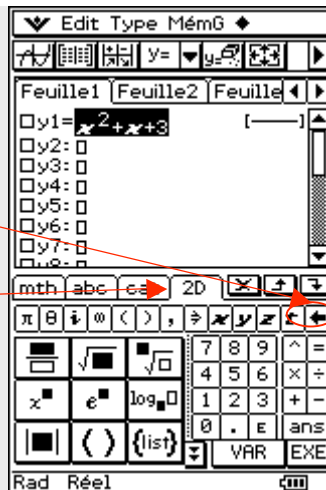 Edit Type MémG ◆
y= ▼ y=
Feuille1 Feuille2 Feuille
y1=x²+x+3 [—]
y2:
y3:
y4:
y5:
y6:
y7:
mth abc 2D
π θ i ∞ ( ) , ⇒ x y z t ←
√■ ■√□ 7 8 9 ^ =
4 5 6 × ÷
x■ e■ log■□ 1 2 3 + −
|■| ( ) {list} 0 . E ans
VAR EXE
Rad Réel